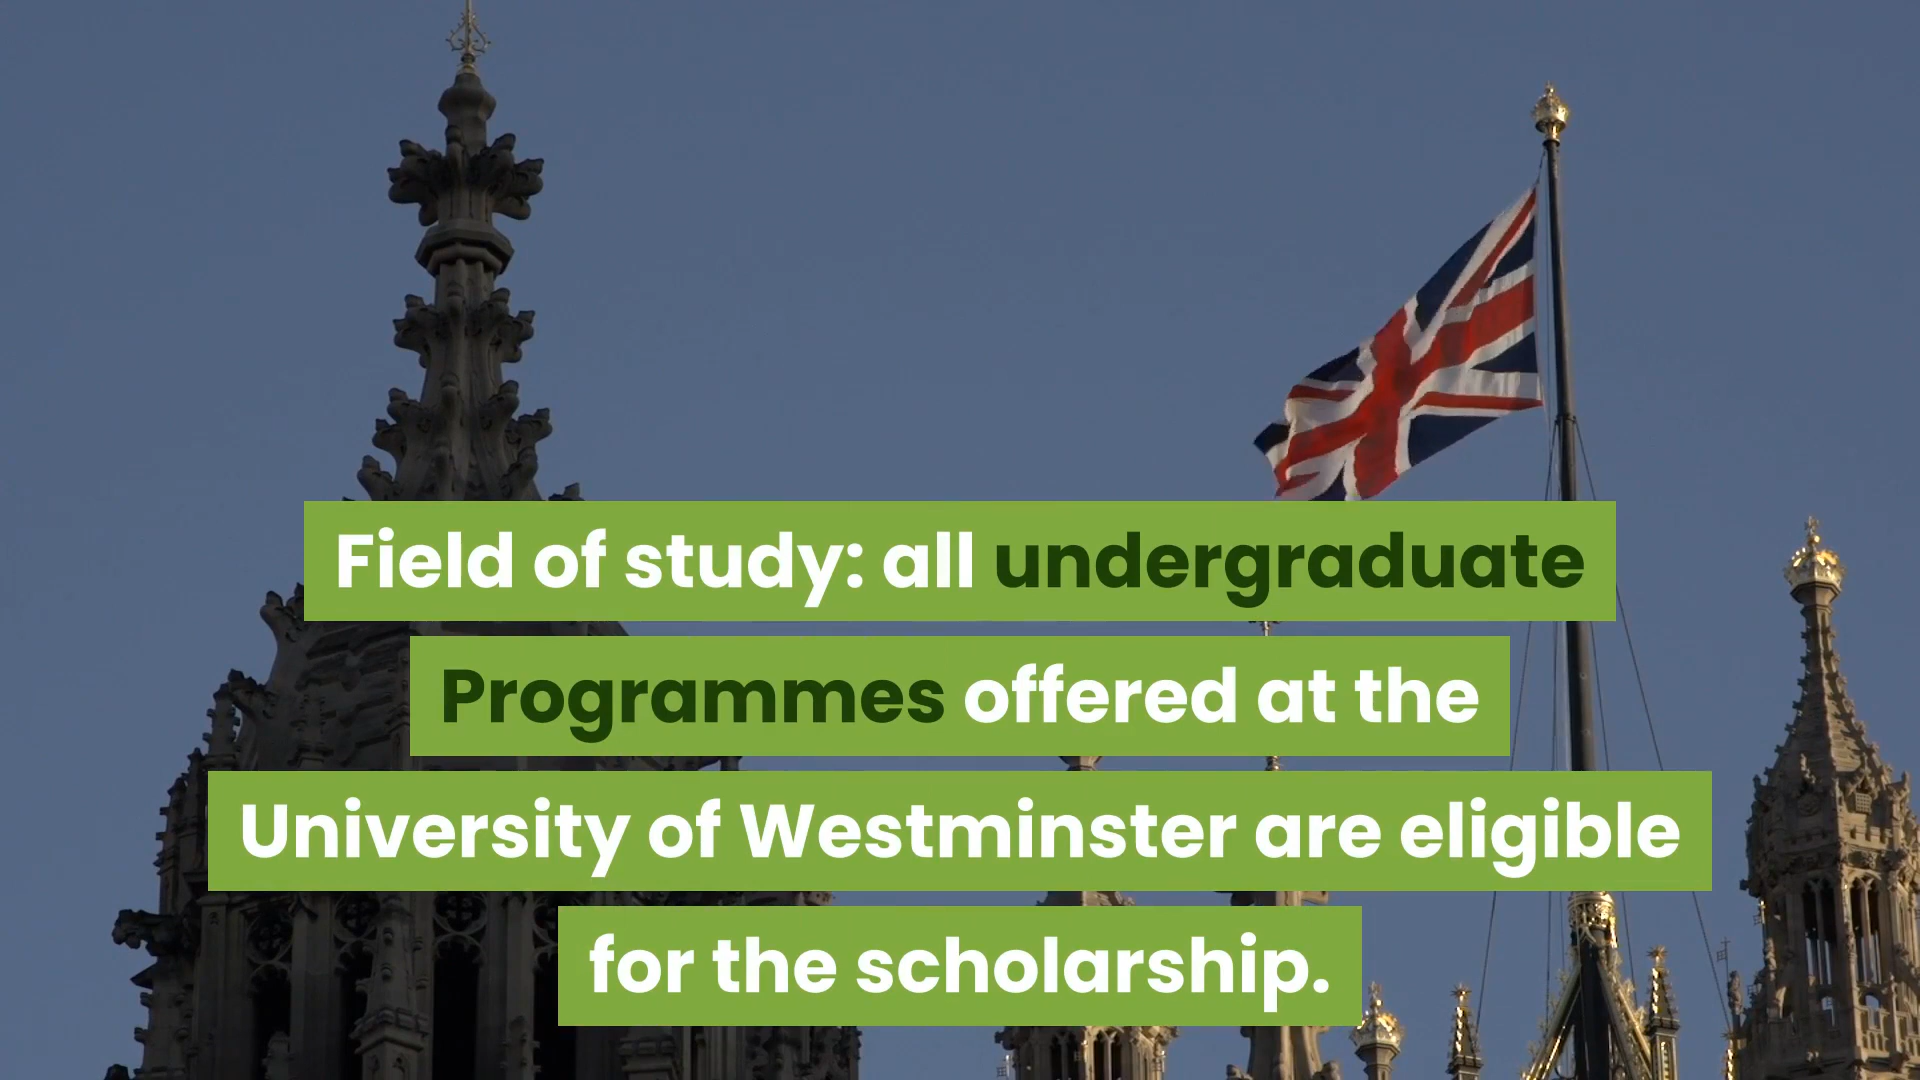 Field of study: all undergraduate
Programmes offered at the
University of Westminster are eligible
for the scholarship.